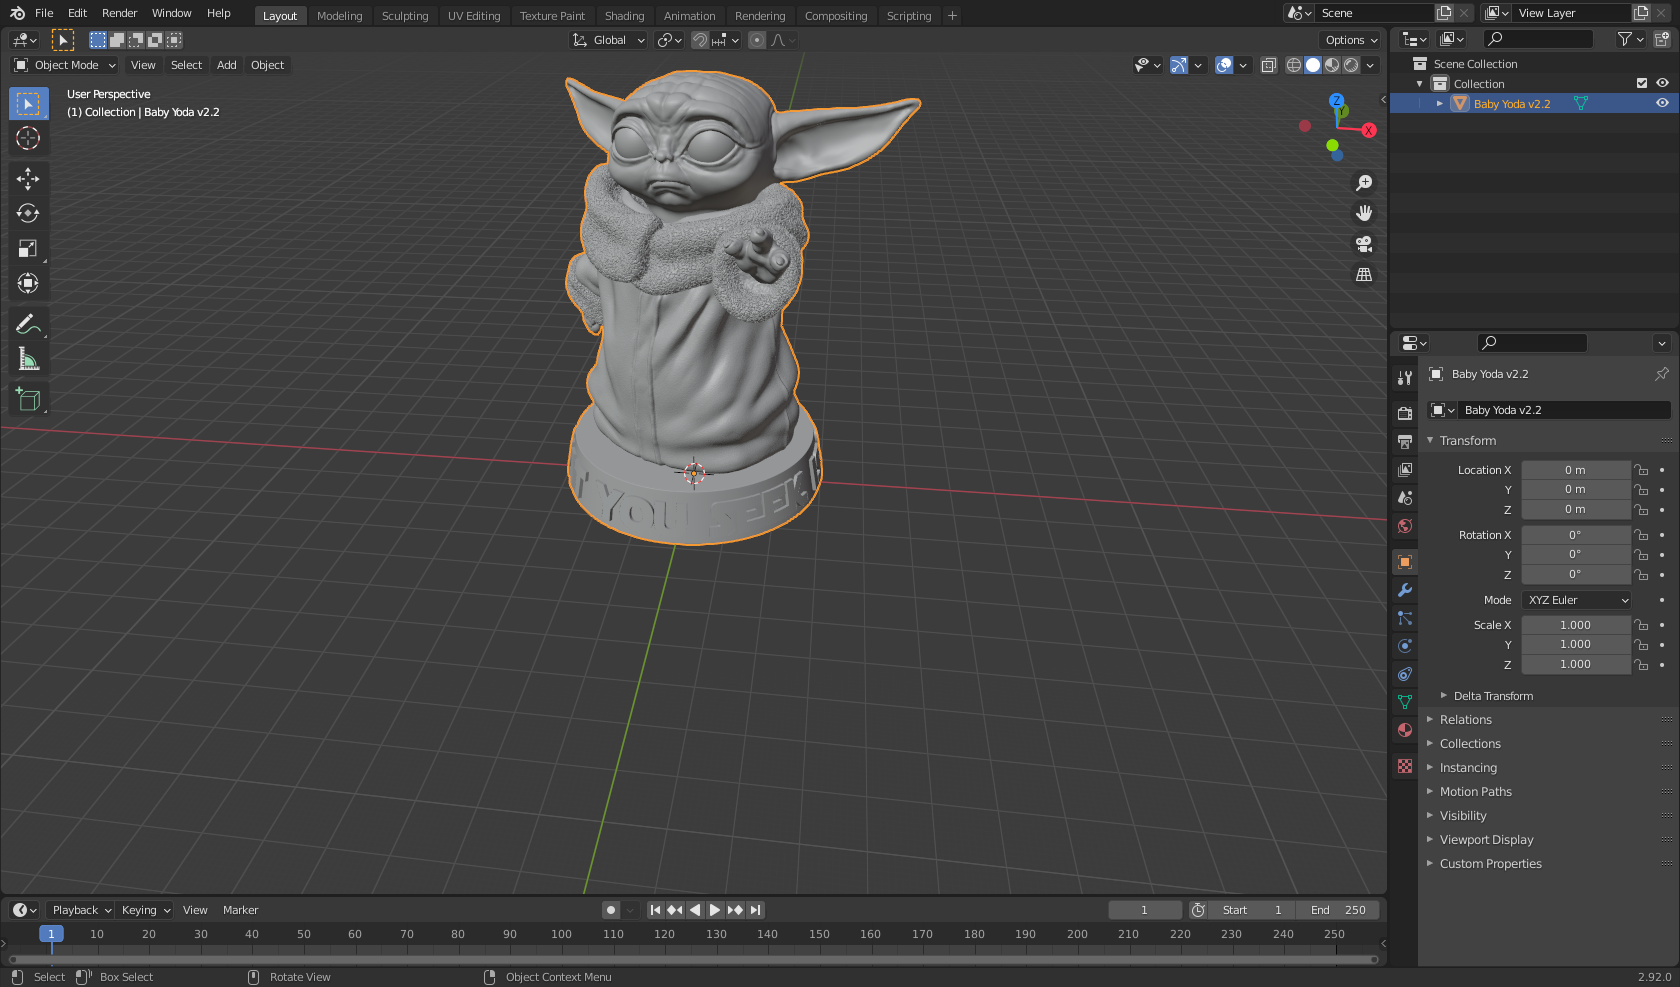 File Edit Render Window Help Layout Modeling Sculpting UV Editing Texture Paint Shading Animation Rendering Compositing Scripting + Scene View Layer
Global Options
Object Mode View Select Add Object
User Perspective
(1) Collection | Baby Yoda v2.2
Z
X
YOU SEEK
Scene Collection
Collection
Baby Yoda v2.2
Baby Yoda v2.2
Baby Yoda v2.2
Transform
Location X 0 m
Y 0 m
Z 0 m
Rotation X 0°
Y 0°
Z 0°
Mode XYZ Euler
Scale X 1.000
Y 1.000
Z 1.000
Delta Transform
Relations
Collections
Instancing
Motion Paths
Visibility
Viewport Display
Custom Properties
Playback Keying View Marker 1 Start 1 End 250
1 10 20 30 40 50 60 70 80 90 100 110 120 130 140 150 160 170 180 190 200 210 220 230 240 250
Select Box Select Rotate View Object Context Menu 2.92.0